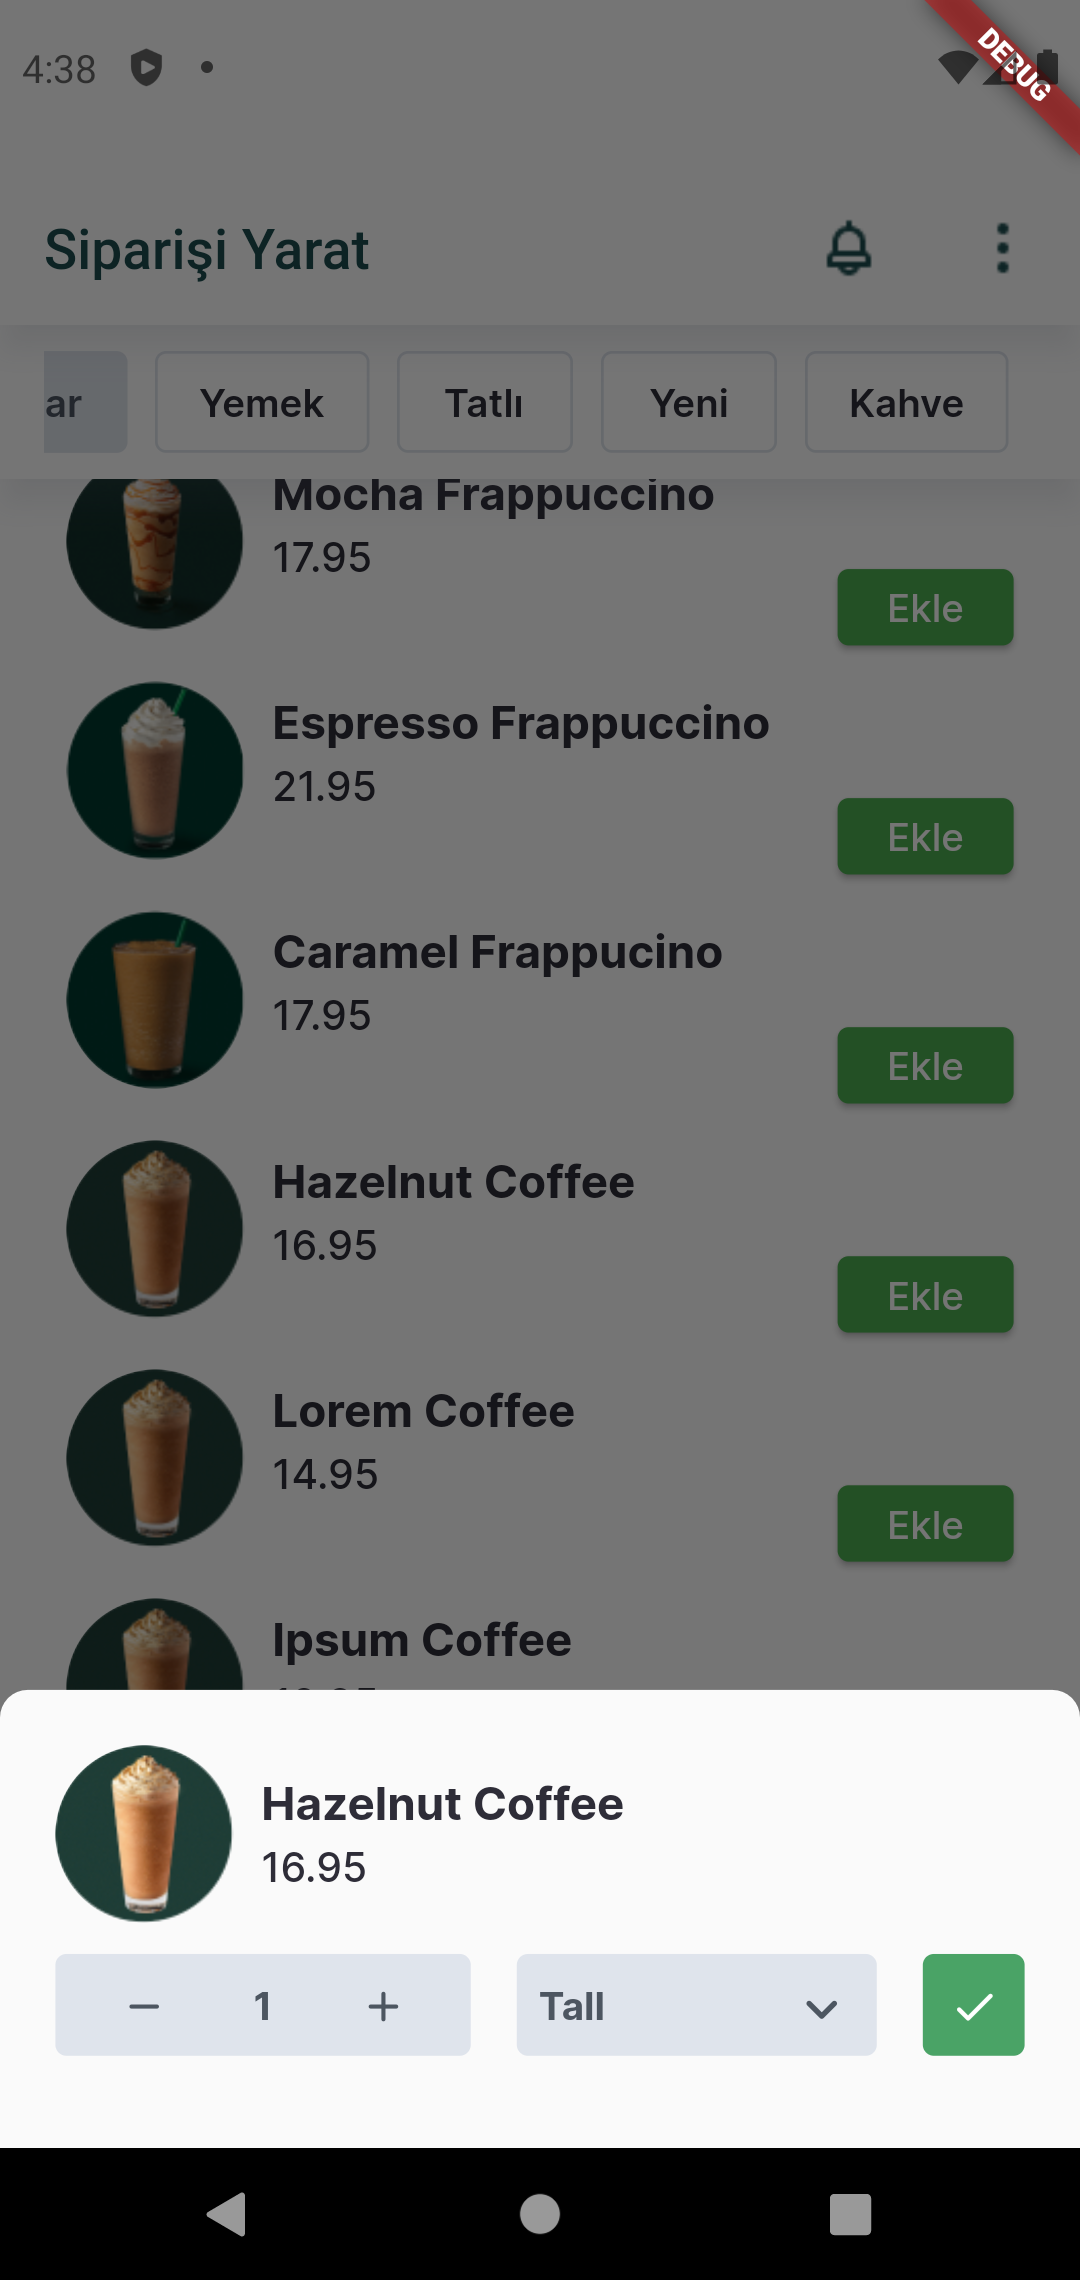 4:38
DEBUG
Siparişi Yarat
ar
Yemek
Tatlı
Yeni
Kahve
Mocha Frappuccino
17.95
Ekle
Espresso Frappuccino
21.95
Ekle
Caramel Frappucino
17.95
Ekle
Hazelnut Coffee
16.95
Ekle
Lorem Coffee
14.95
Ekle
Ipsum Coffee
Hazelnut Coffee
16.95
1
Tall